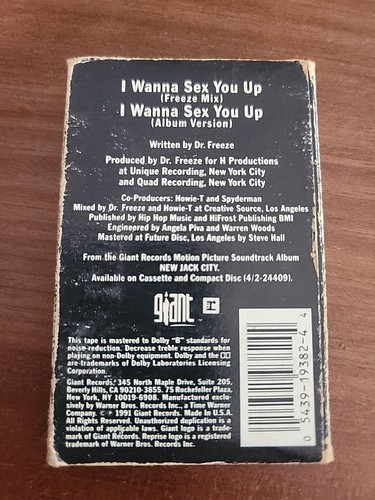 I Wanna Sex You Up
(Freeze Mix)
I Wanna Sex You Up
(Album Version)
Written by Dr. Freeze
Produced by Dr. Freeze for H Productions
at Unique Recording, New York City
and Quad Recording, New York City
Co-Producers: Howie-T and Spyderman
Mixed by Dr. Freeze and Howie-T at Creative Source, Los Angeles
Published by Hip Hop Music and HiFrost Publishing BMI
Engineered by Angela Piva and Warren Woods
Mastered at Future Disc, Los Angeles by Steve Hall
From the Giant Records Motion Picture Soundtrack Album
NEW JACK CITY.
Available on Cassette and Compact Disc (4/2-24409).
giant r
This tape is mastered to Dolby "B" standards for
noise-reduction. Decrease treble response when
playing on non-Dolby equipment. Dolby and the
are trademarks of Dolby Laboratories Licensing
Corporation.
Giant Records, 345 North Maple Drive, Suite 205,
Beverly Hills, CA 90210-3855. 75 Rockefeller Plaza,
New York, NY 10019-6908. Manufactured exclu-
sively by Warner Bros. Records Inc., a Time Warner
Company. © ℗ 1991 Giant Records. Made In U.S.A.
All Rights Reserved. Unauthorized duplication is a
violation of applicable laws. Giant logo is a trade-
mark of Giant Records. Reprise logo is a registered
trademark of Warner Bros. Records Inc.
0 5439-19382-4 4